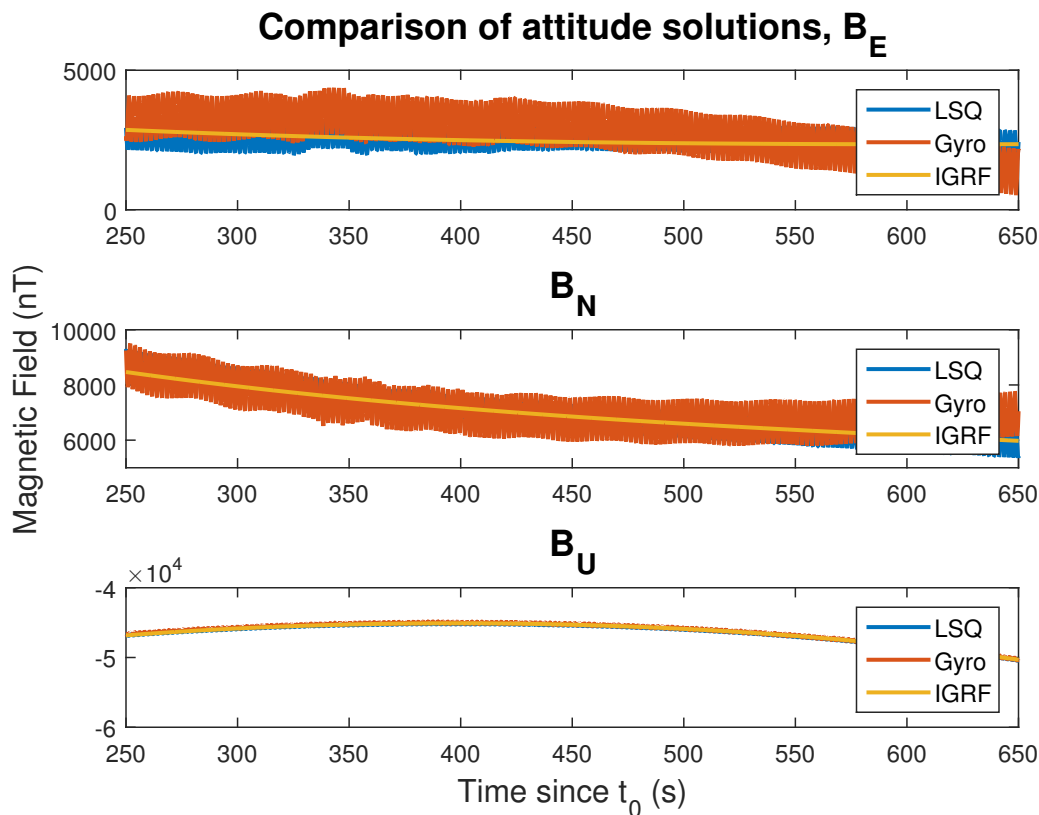 Comparison of attitude solutions, B_E
5000
0
250 300 350 400 450 500 550 600 650
LSQ
Gyro
IGRF
B_N
10000
8000
6000
250 300 350 400 450 500 550 600 650
LSQ
Gyro
IGRF
Magnetic Field (nT)
B_U
×10^4
-4
-5
-6
250 300 350 400 450 500 550 600 650
LSQ
Gyro
IGRF
Time since t_0 (s)